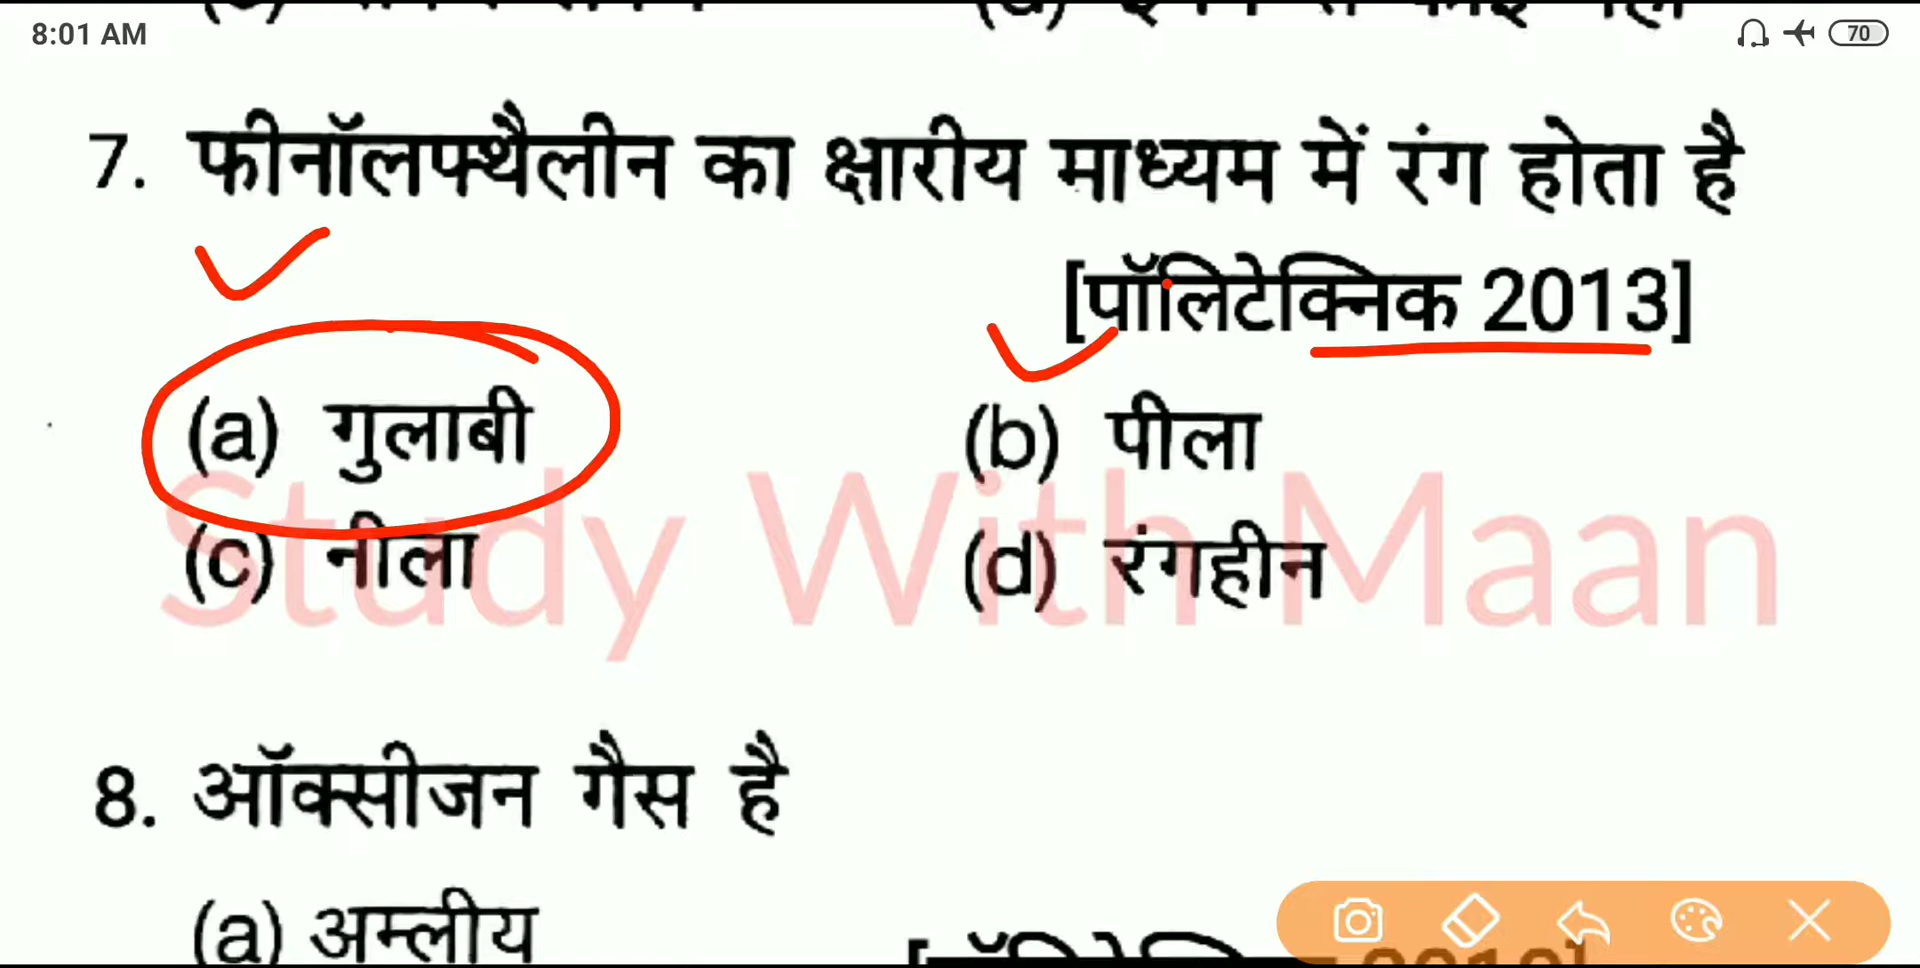 8:01 AM
70
7. फीनॉलफ्थैलीन का क्षारीय माध्यम में रंग होता है
[पॉलिटेक्निक 2013]
(a) गुलाबी (b) पीला
(c) नीला (d) रंगहीन
Study With Maan
8. ऑक्सीजन गैस है
(a) अम्लीय